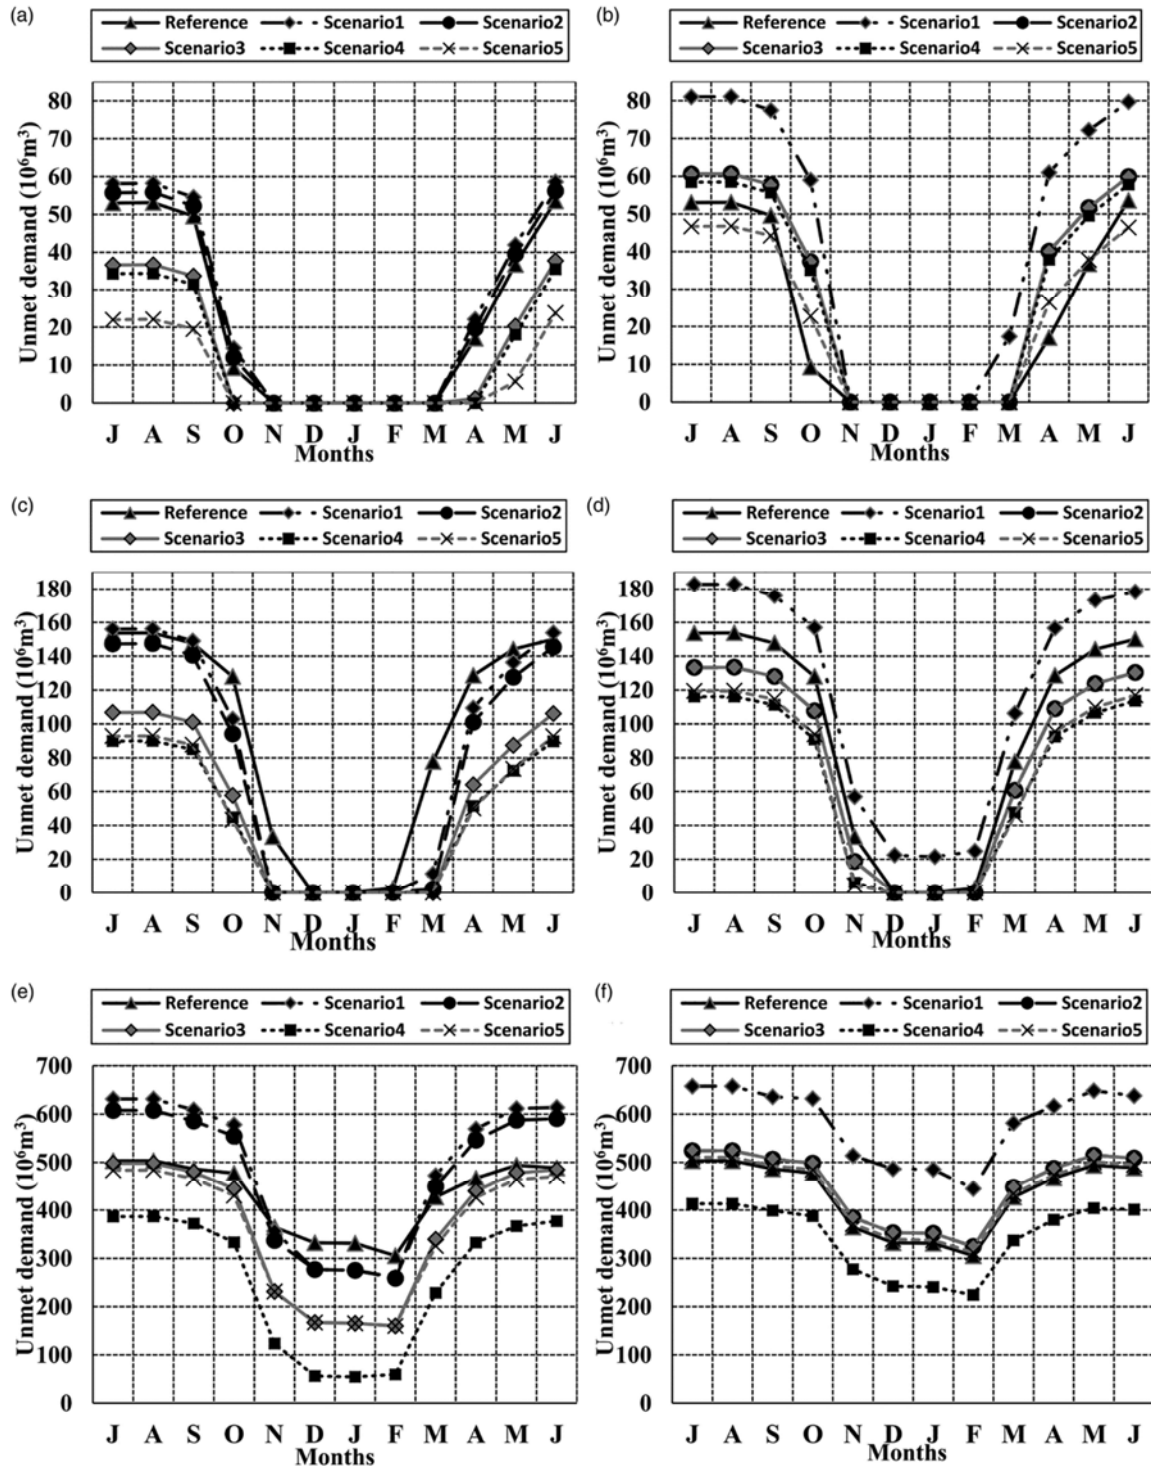 (a)
Reference Scenario1 Scenario2
Scenario3 Scenario4 Scenario5
Unmet demand (10⁶m³)
80
70
60
50
40
30
20
10
0
J A S O N D J F M A M J
Months
(b)
Reference Scenario1 Scenario2
Scenario3 Scenario4 Scenario5
Unmet demand (10⁶m³)
80
70
60
50
40
30
20
10
0
J A S O N D J F M A M J
Months
(c)
Reference Scenario1 Scenario2
Scenario3 Scenario4 Scenario5
Unmet demand (10⁶m³)
180
160
140
120
100
80
60
40
20
0
J A S O N D J F M A M J
Months
(d)
Reference Scenario1 Scenario2
Scenario3 Scenario4 Scenario5
Unmet demand (10⁶m³)
180
160
140
120
100
80
60
40
20
0
J A S O N D J F M A M J
Months
(e)
Reference Scenario1 Scenario2
Scenario3 Scenario4 Scenario5
Unmet demand (10⁶m³)
700
600
500
400
300
200
100
0
J A S O N D J F M A M J
Months
(f)
Reference Scenario1 Scenario2
Scenario3 Scenario4 Scenario5
Unmet demand (10⁶m³)
700
600
500
400
300
200
100
0
J A S O N D J F M A M J
Months